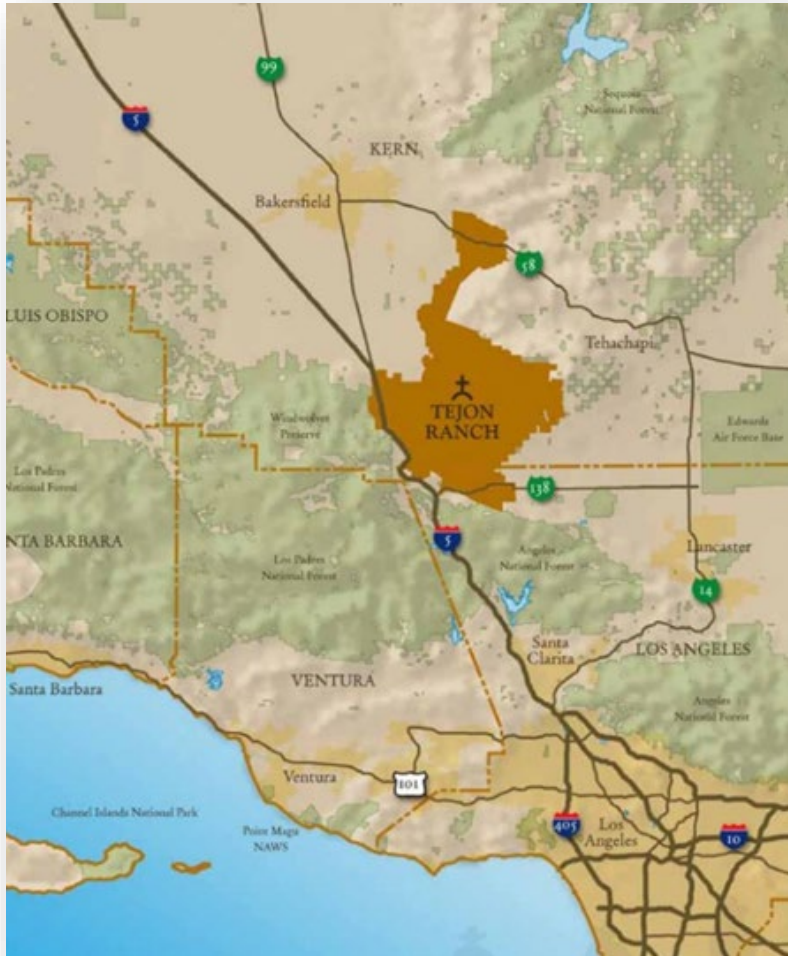 99
5
Sequoia
National Forest
KERN
Bakersfield
58
LUIS OBISPO
Tehachapi
TEJON
RANCH
Windwolves
Preserve
Edwards
Air Force Base
Los Padres
National Forest
138
NTA BARBARA
5
Lancaster
Los Padres
National Forest
Angeles
National Forest
14
Santa
Clarita
LOS ANGELES
Santa Barbara
VENTURA
Angeles
National Forest
Ventura
101
Channel Islands National Park
Point Mugu
NAWS
405
Los
Angeles
10